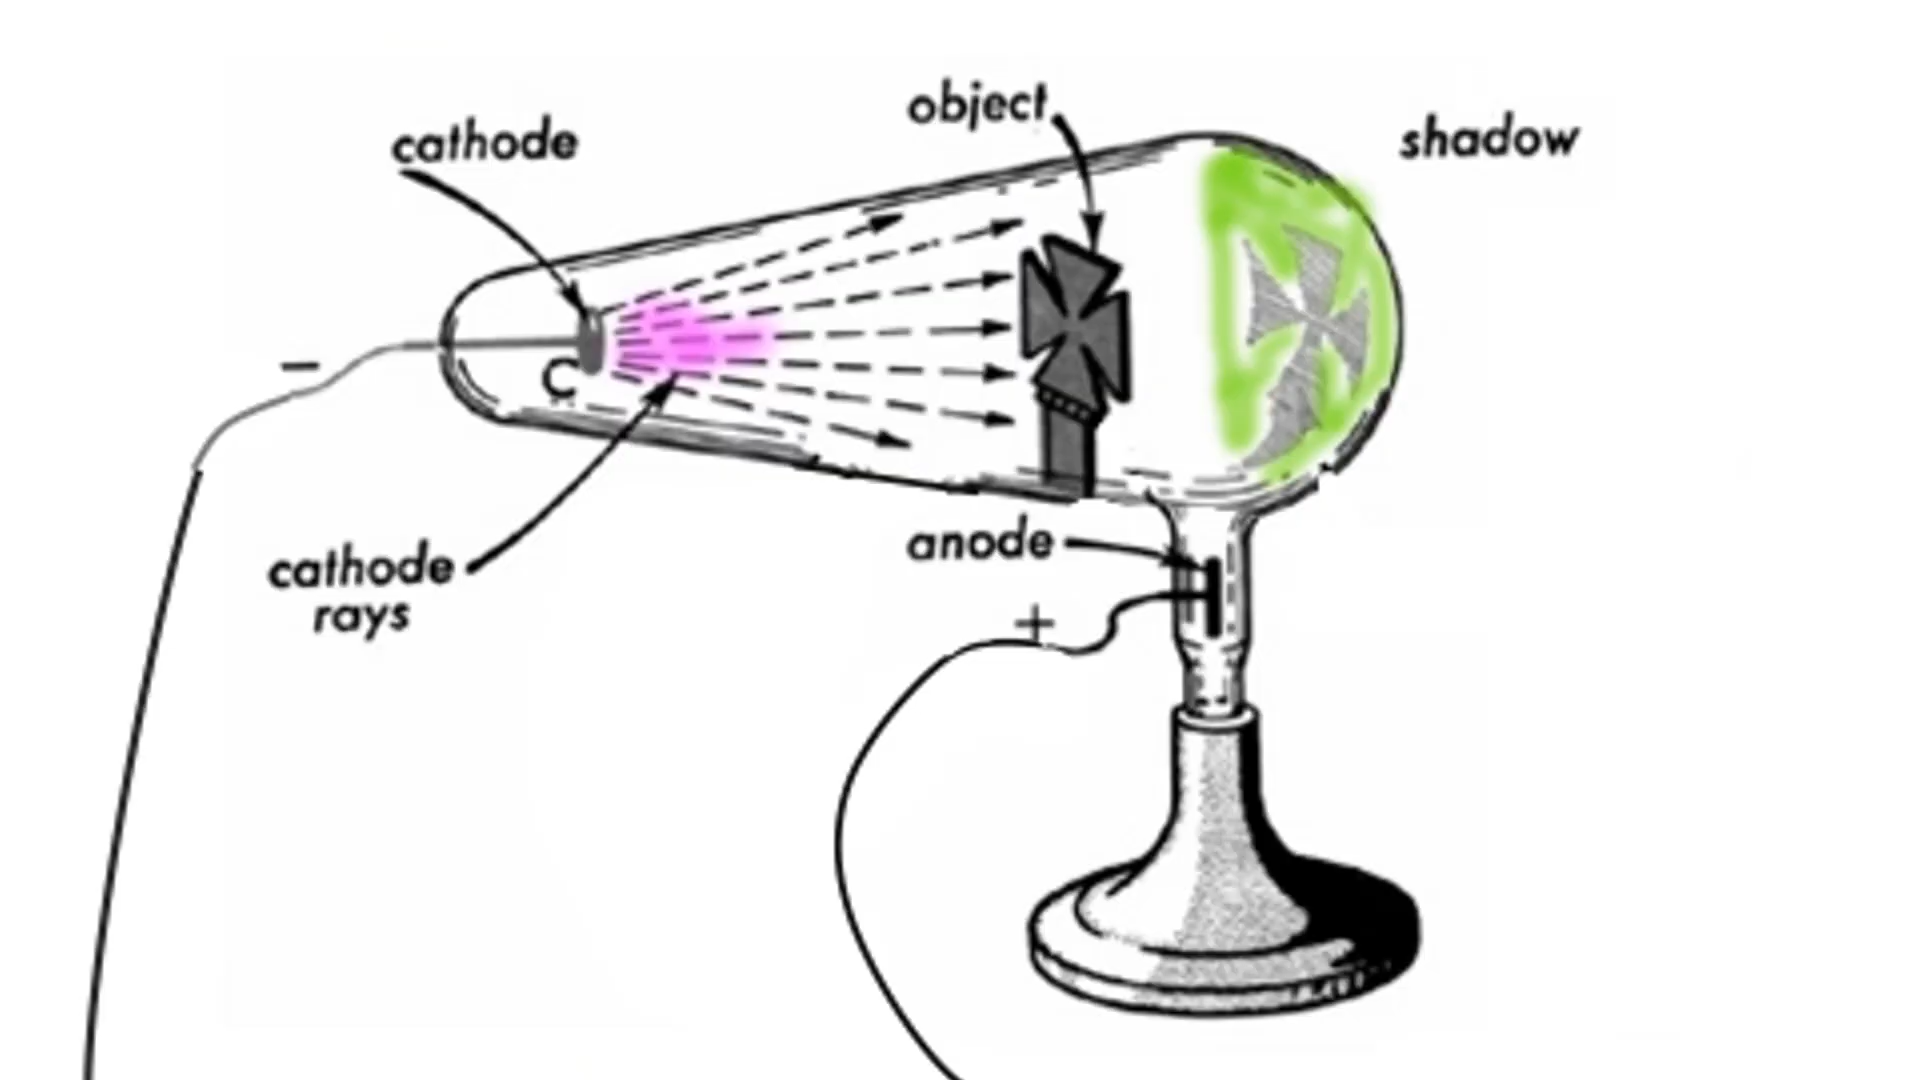 object
shadow
cathode
−
C
anode
cathode
rays
+